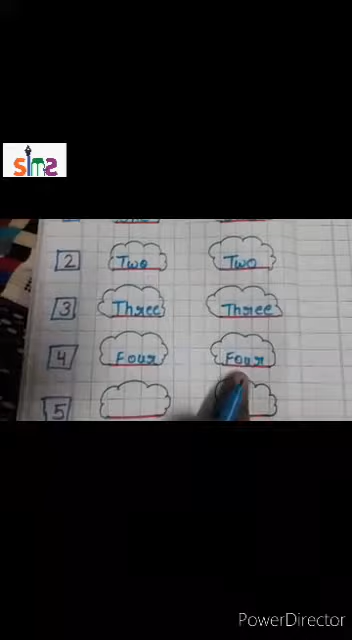 sims
2 Two Two
3 Three Three
4 Four Four
5
PowerDirector